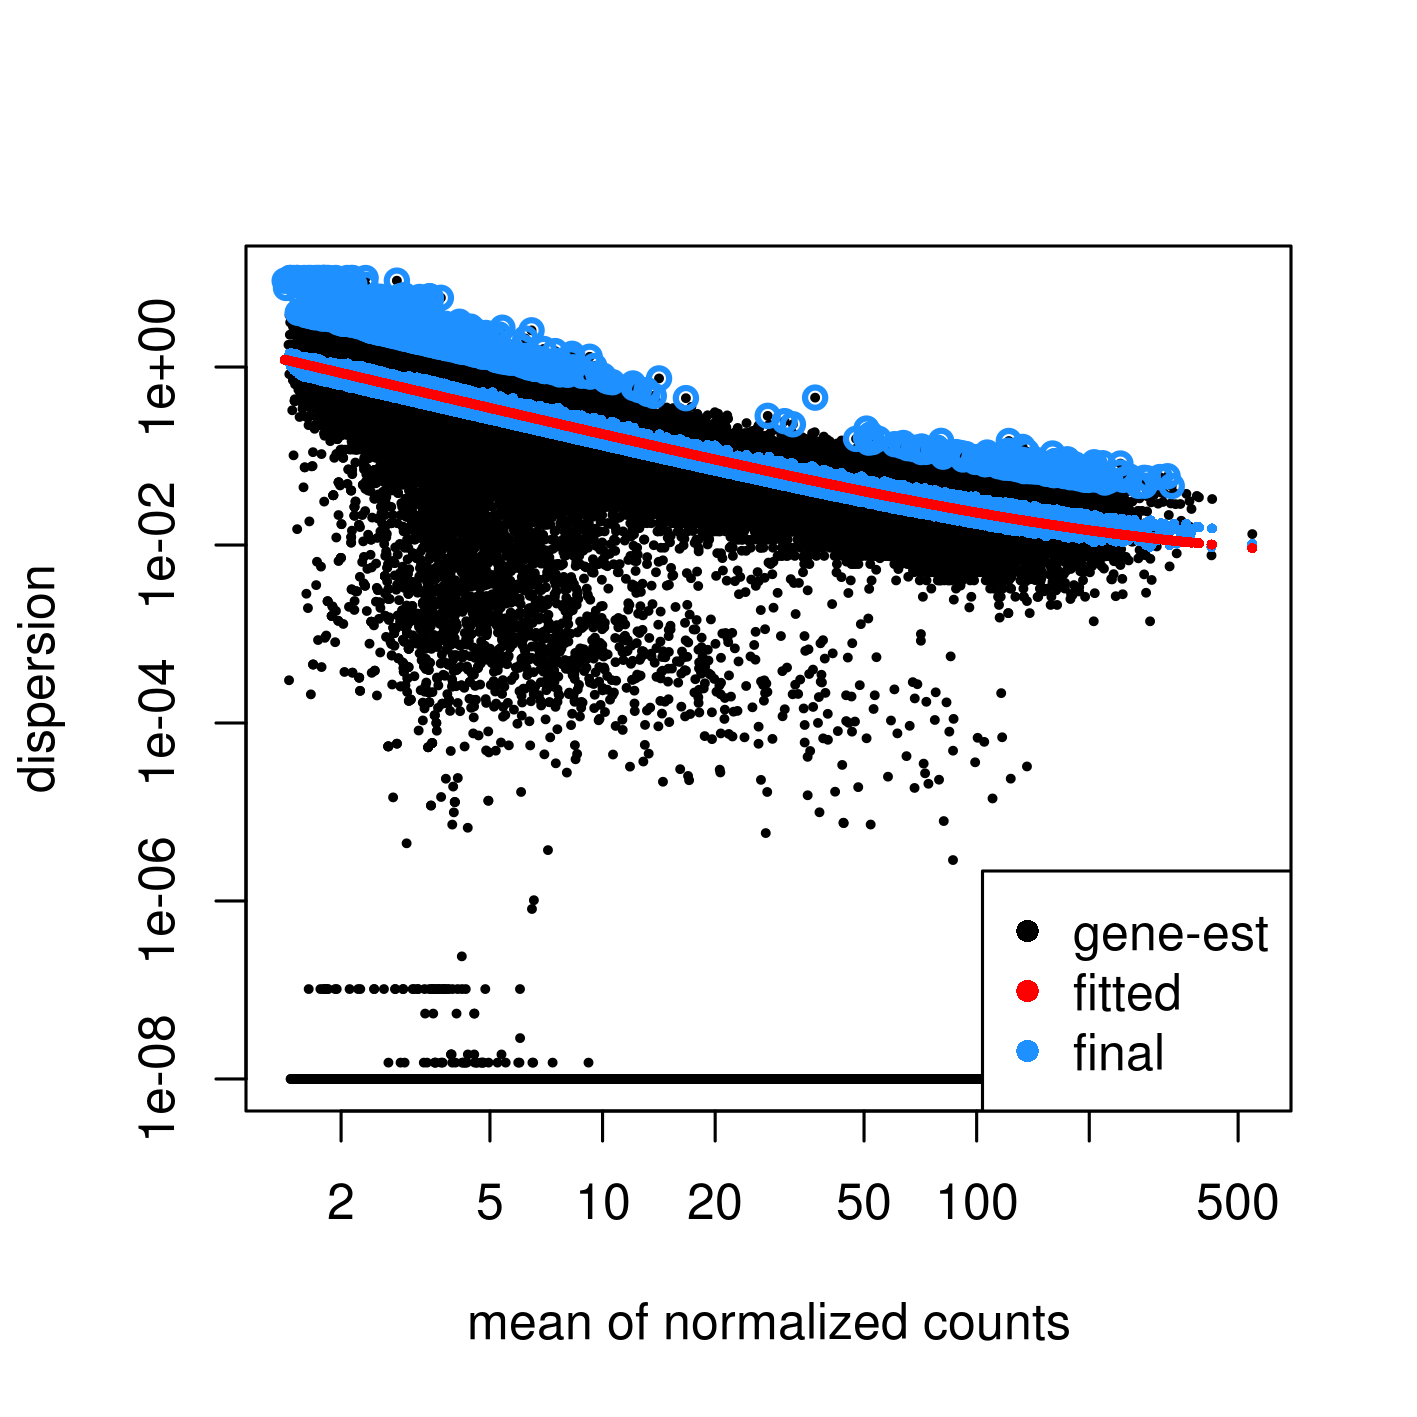 dispersion
1e+00
1e-02
1e-04
1e-06
1e-08
gene-est
fitted
final
2 5 10 20 50 100 500
mean of normalized counts